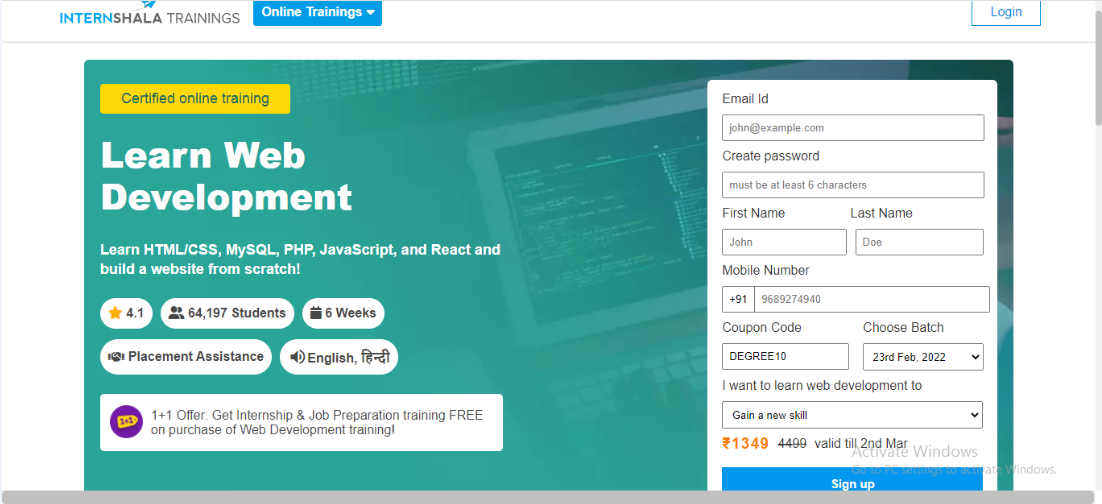 INTERNSHALA TRAININGS
Online Trainings
Login
Certified online training
Learn Web
Development
Learn HTML/CSS, MySQL, PHP, JavaScript, and React and
build a website from scratch!
4.1
64,197 Students
6 Weeks
Placement Assistance
English, हिन्दी
1+1
1+1 Offer: Get Internship & Job Preparation training FREE
on purchase of Web Development training!
Email Id
john@example.com
Create password
must be at least 6 characters
First Name Last Name
John Doe
Mobile Number
+91 9689274940
Coupon Code Choose Batch
DEGREE10 23rd Feb, 2022
I want to learn web development to
Gain a new skill
₹1349 4499 valid till 2nd Mar
Sign up
Activate Windows
Go to PC settings to activate Windows.